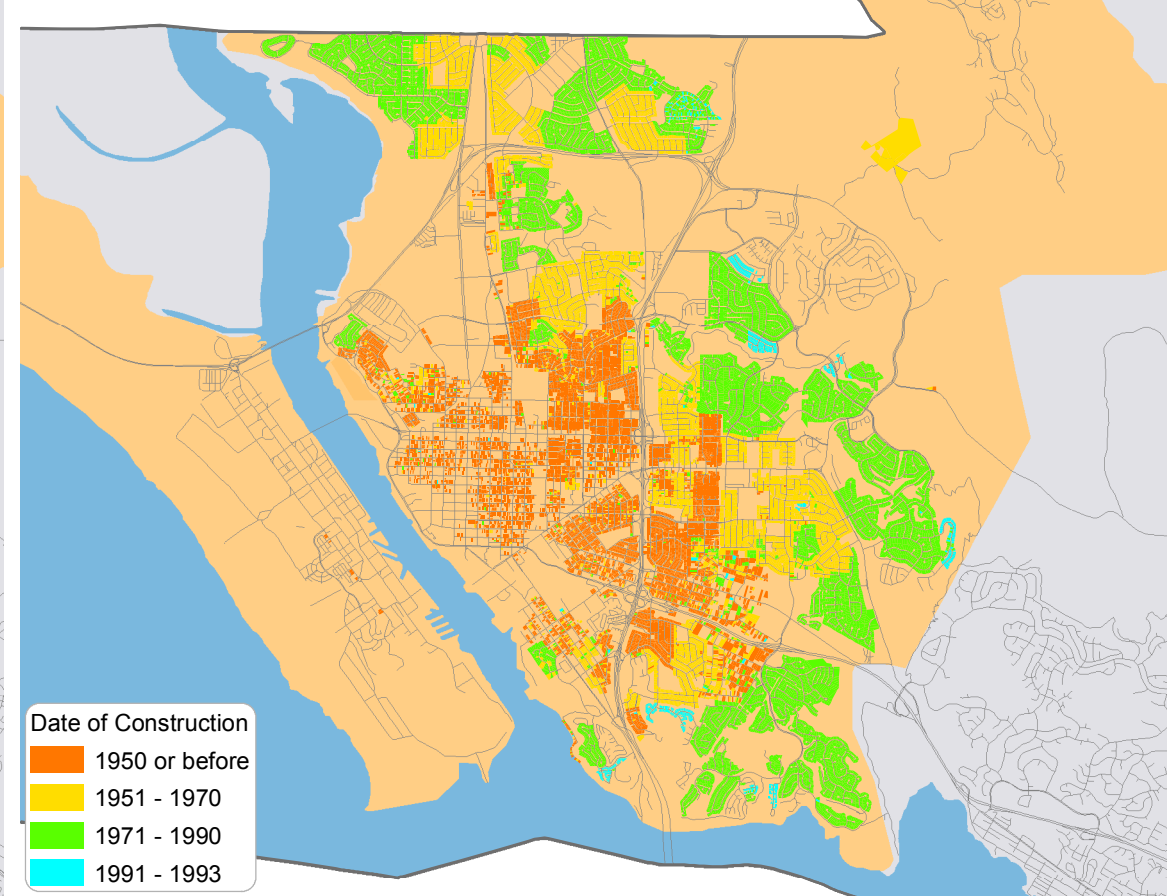 Date of Construction
1950 or before
1951 - 1970
1971 - 1990
1991 - 1993